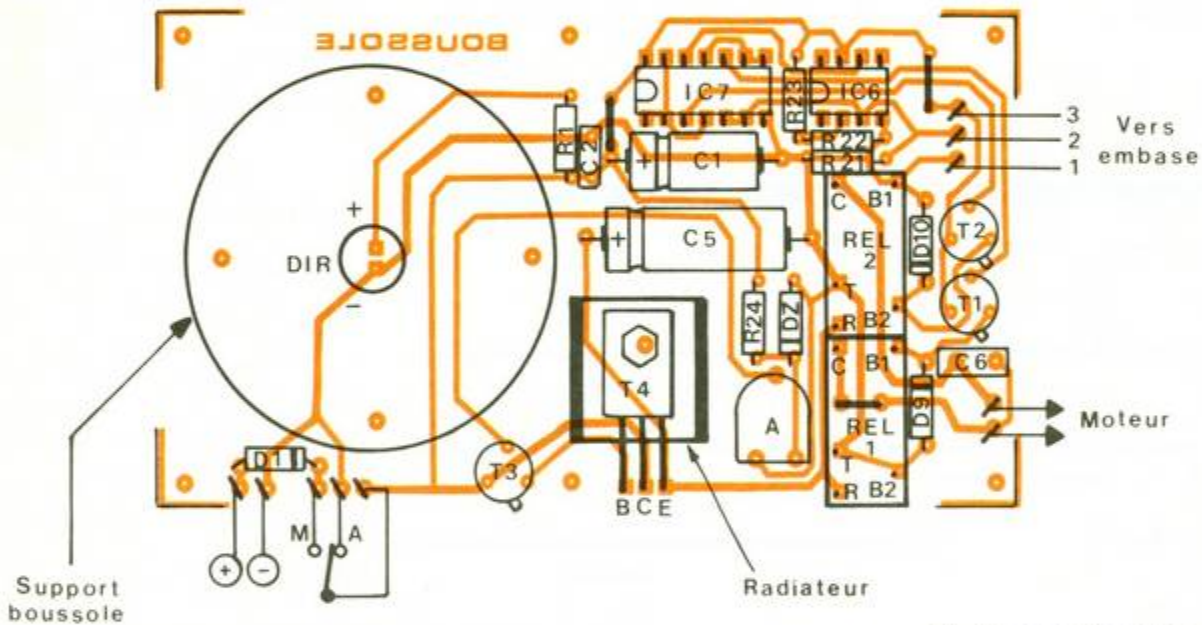 BOUSSOLE
IC7
R23
IC6
3
Vers
2
embase
1
R1
C2
C1
R22
R21
C
B1
+
C5
REL
2
D10
T2
DIR
T
T1
-
R24
DZ
R
B2
T4
C
B1
C6
A
REL
1
D9
Moteur
D1
T3
T
R
B2
B C E
M
A
+
-
Support
boussole
Radiateur